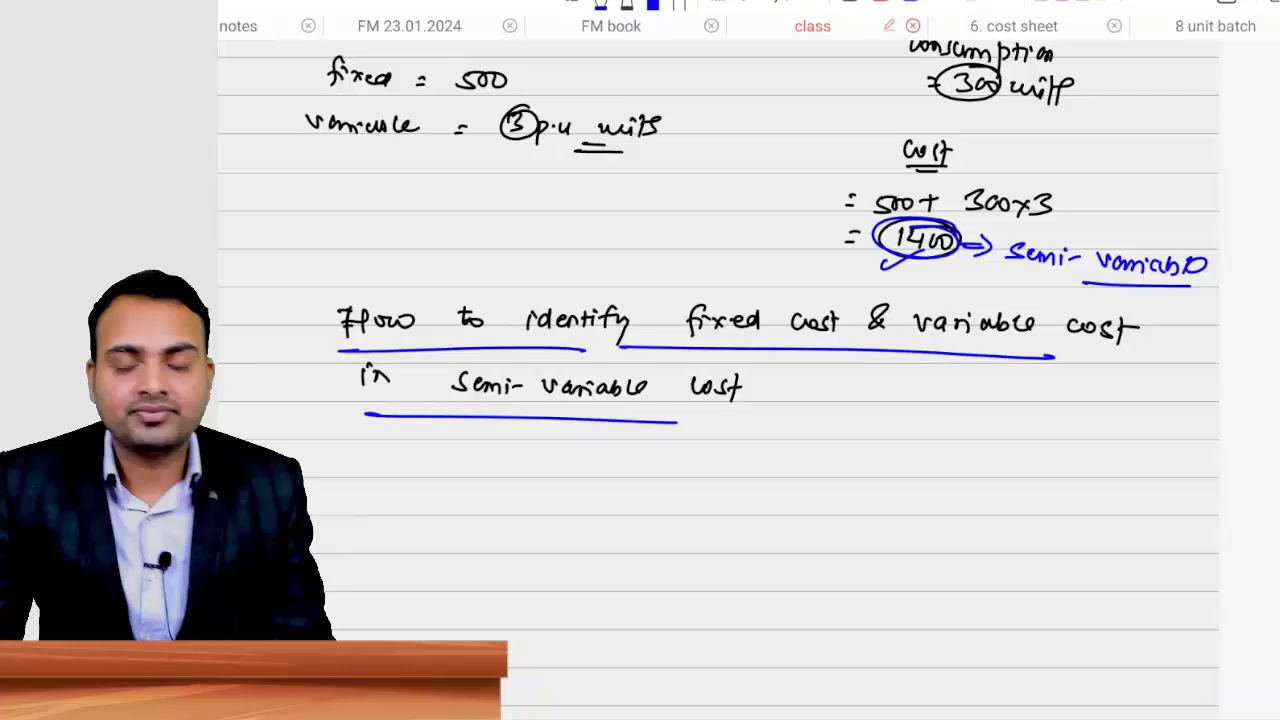 notes FM 23.01.2024 FM book class 6. cost sheet 8 unit batch
consumption
= 300 units
fixed = 500
variable = 3 p.u units
cost
= 500 + 300x3
= 1400 → semi-variable
How to identify fixed cost & variable cost
in semi-variable cost